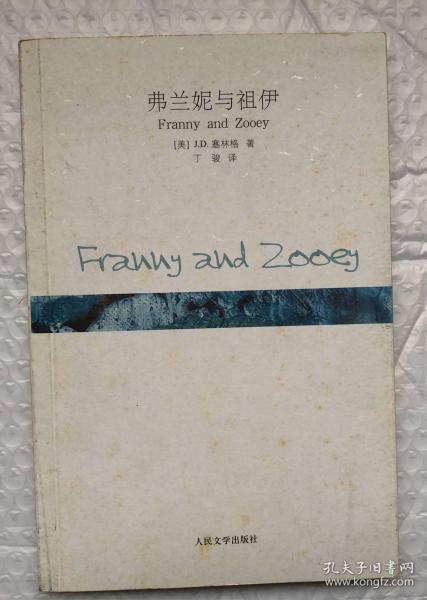 弗兰妮与祖伊
Franny and Zooey
[美] J.D. 塞林格 著
丁 骏 译
Franny and Zooey
人民文学出版社
孔夫子旧书网
www.kongfz.com